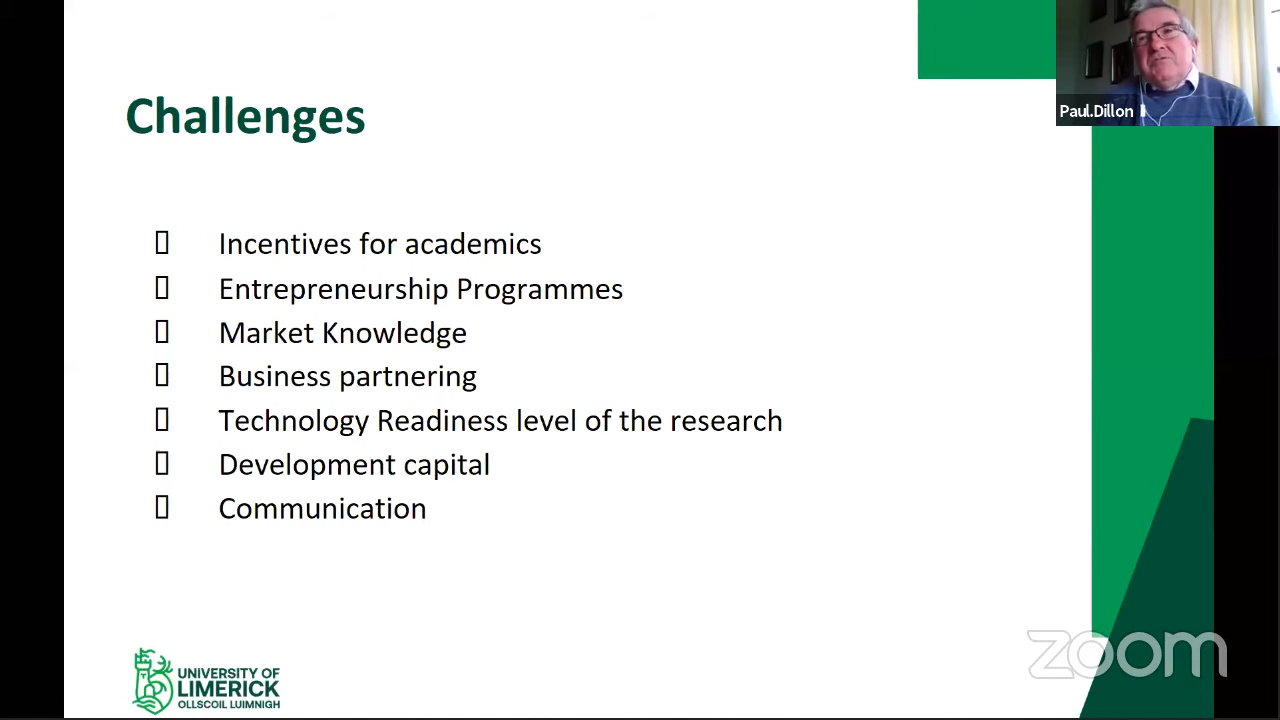 Challenges
Paul.Dillon
Incentives for academics
Entrepreneurship Programmes
Market Knowledge
Business partnering
Technology Readiness level of the research
Development capital
Communication
UNIVERSITY OF
LIMERICK
OLLSCOIL LUIMNIGH
zoom